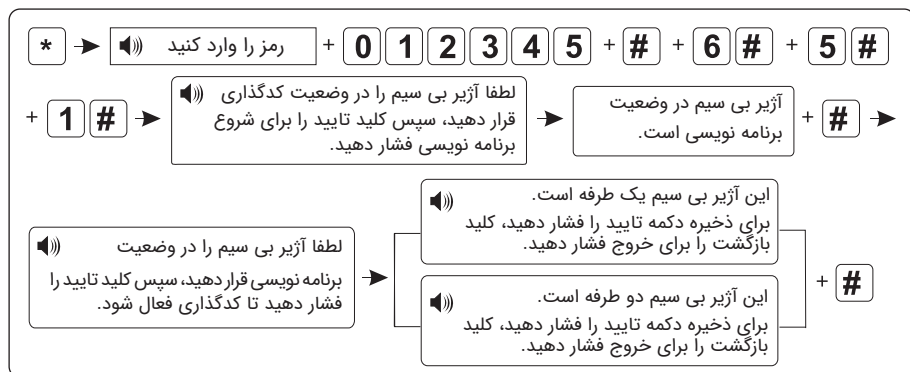 * رمز را وارد کنید + 0 1 2 3 4 5 + # + 6 # + 5 #
+ 1 #
لطفا آژیر بی سیم را در وضعیت کدگذاری
قرار دهید، سپس کلید تایید را برای شروع
برنامه نویسی فشار دهید.
آژیر بی سیم در وضعیت
برنامه نویسی است.
+ #
لطفا آژیر بی سیم را در وضعیت
برنامه نویسی قرار دهید، سپس کلید تایید را
فشار دهید تا کدگذاری فعال شود.
این آژیر بی سیم یک طرفه است.
برای ذخیره دکمه تایید را فشار دهید، کلید
بازگشت را برای خروج فشار دهید.
این آژیر بی سیم دو طرفه است.
برای ذخیره دکمه تایید را فشار دهید، کلید
بازگشت را برای خروج فشار دهید.
+ #